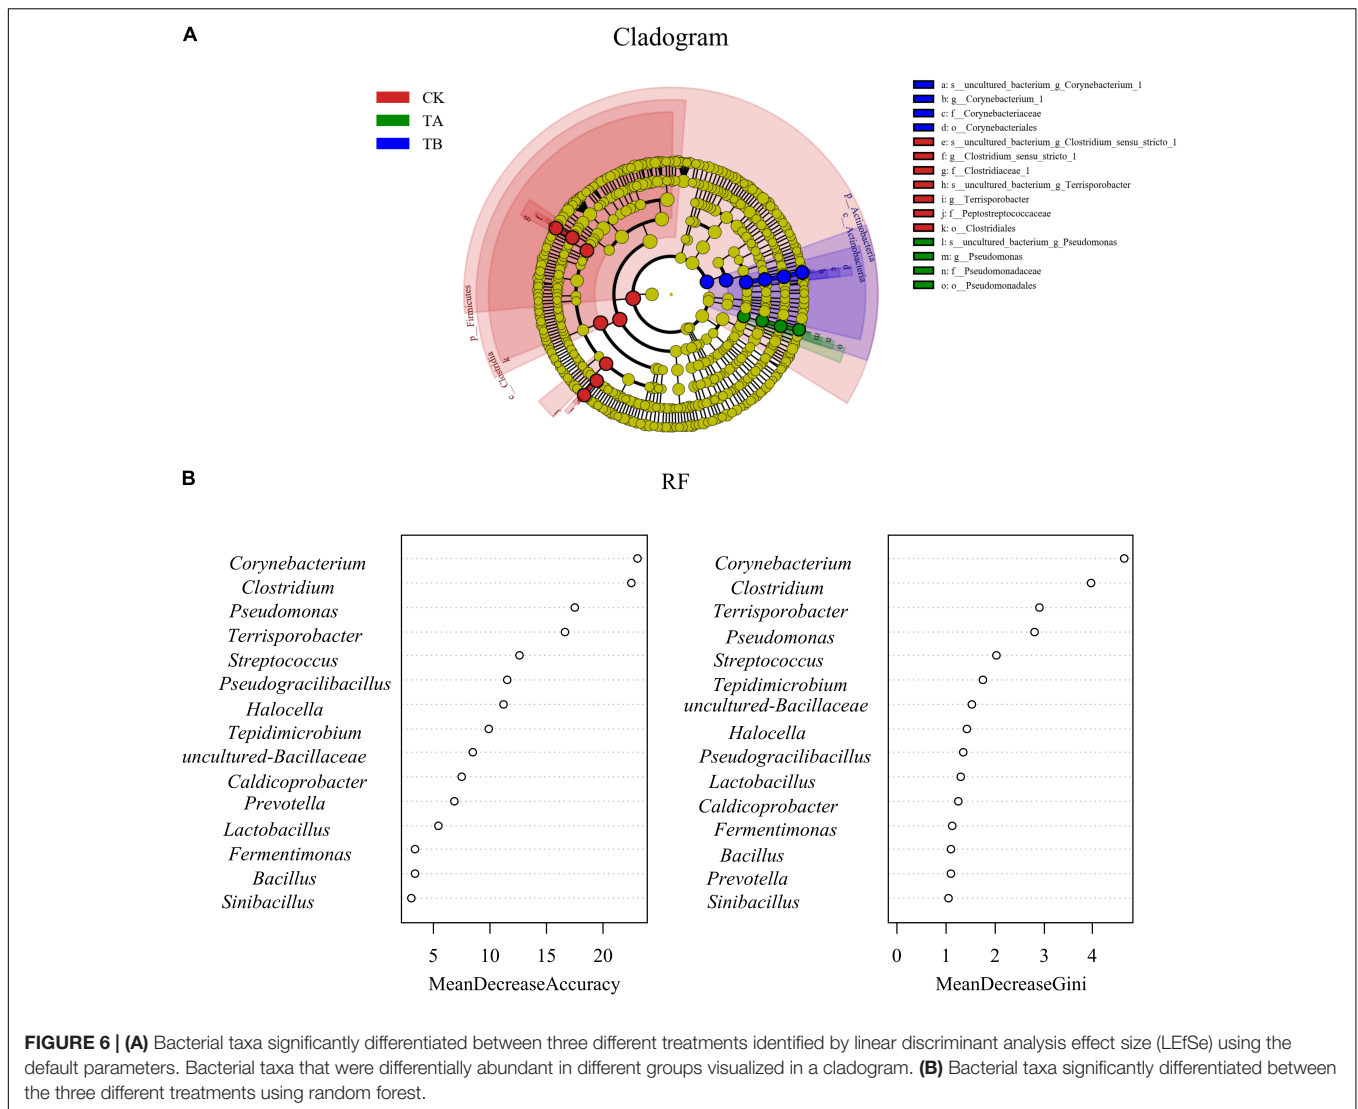 A
Cladogram
CK
TA
TB
a: s__uncultured_bacterium_g_Corynebacterium_1
b: g__Corynebacterium_1
c: f__Corynebacteriaceae
d: o__Corynebacteriales
e: s__uncultured_bacterium_g_Clostridium_sensu_stricto_1
f: g__Clostridium_sensu_stricto_1
g: f__Clostridiaceae_1
h: s__uncultured_bacterium_g_Terrisporobacter
i: g__Terrisporobacter
j: f__Peptostreptococcaceae
k: o__Clostridiales
l: s__uncultured_bacterium_g_Pseudomonas
m: g__Pseudomonas
n: f__Pseudomonadaceae
o: o__Pseudomonadales
p__Actinobacteria
c__Actinobacteria
p__Firmicutes
c__Clostridia
k
d
o
B
RF
Corynebacterium
Clostridium
Pseudomonas
Terrisporobacter
Streptococcus
Pseudogracilibacillus
Halocella
Tepidimicrobium
uncultured-Bacillaceae
Caldicoprobacter
Prevotella
Lactobacillus
Fermentimonas
Bacillus
Sinibacillus
5 10 15 20
MeanDecreaseAccuracy
Corynebacterium
Clostridium
Terrisporobacter
Pseudomonas
Streptococcus
Tepidimicrobium
uncultured-Bacillaceae
Halocella
Pseudogracilibacillus
Lactobacillus
Caldicoprobacter
Fermentimonas
Bacillus
Prevotella
Sinibacillus
0 1 2 3 4
MeanDecreaseGini
FIGURE 6 | (A) Bacterial taxa significantly differentiated between three different treatments identified by linear discriminant analysis effect size (LEfSe) using the
default parameters. Bacterial taxa that were differentially abundant in different groups visualized in a cladogram. (B) Bacterial taxa significantly differentiated between
the three different treatments using random forest.